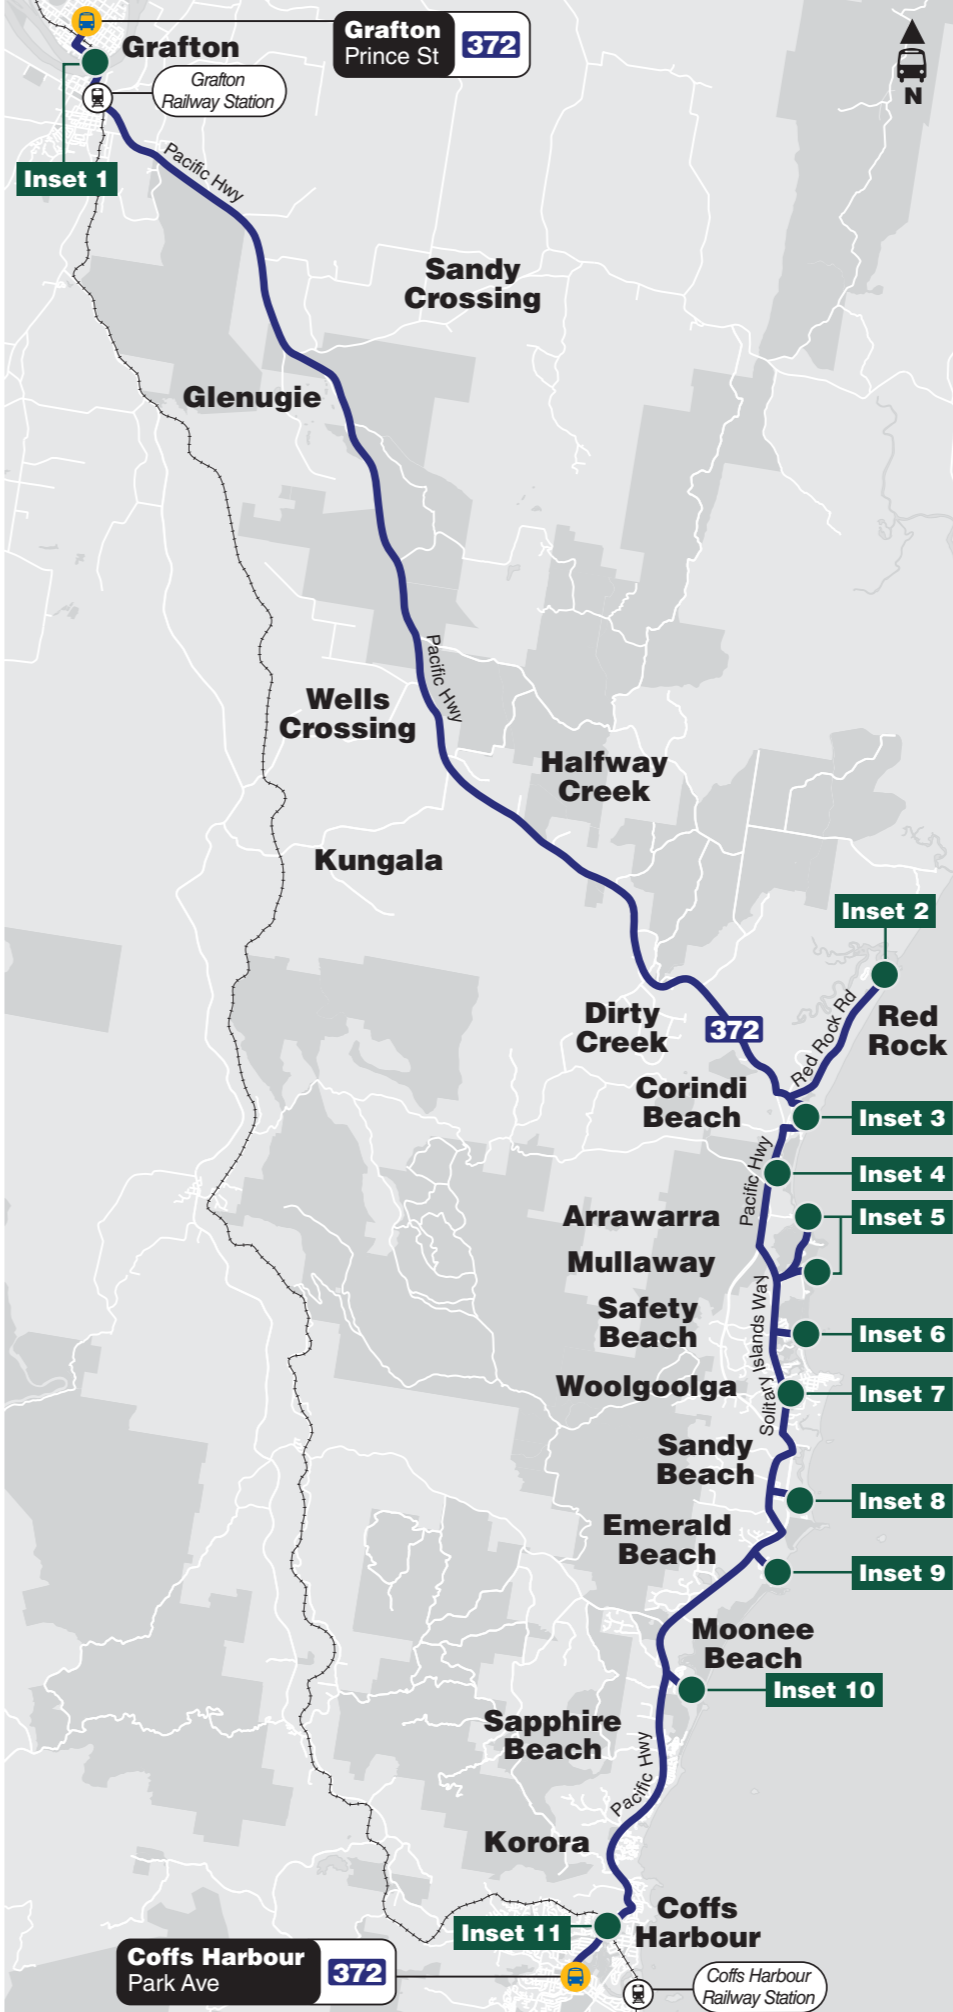 Grafton
Prince St
372
Grafton
Grafton
Railway Station
N
Inset 1
Pacific Hwy
Sandy
Crossing
Glenugie
Pacific Hwy
Wells
Crossing
Halfway
Creek
Kungala
Inset 2
Red
Rock
Red Rock Rd
Dirty
Creek
372
Corindi
Beach
Inset 3
Pacific Hwy
Inset 4
Arrawarra
Inset 5
Mullaway
Solitary Islands Way
Safety
Beach
Inset 6
Woolgoolga
Inset 7
Sandy
Beach
Inset 8
Emerald
Beach
Inset 9
Moonee
Beach
Inset 10
Sapphire
Beach
Pacific Hwy
Korora
Coffs
Harbour
Inset 11
Coffs Harbour
Park Ave
372
Coffs Harbour
Railway Station